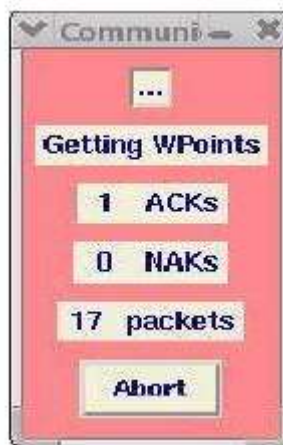 Communi
...
Getting WPoints
1 ACKs
0 NAKs
17 packets
Abort